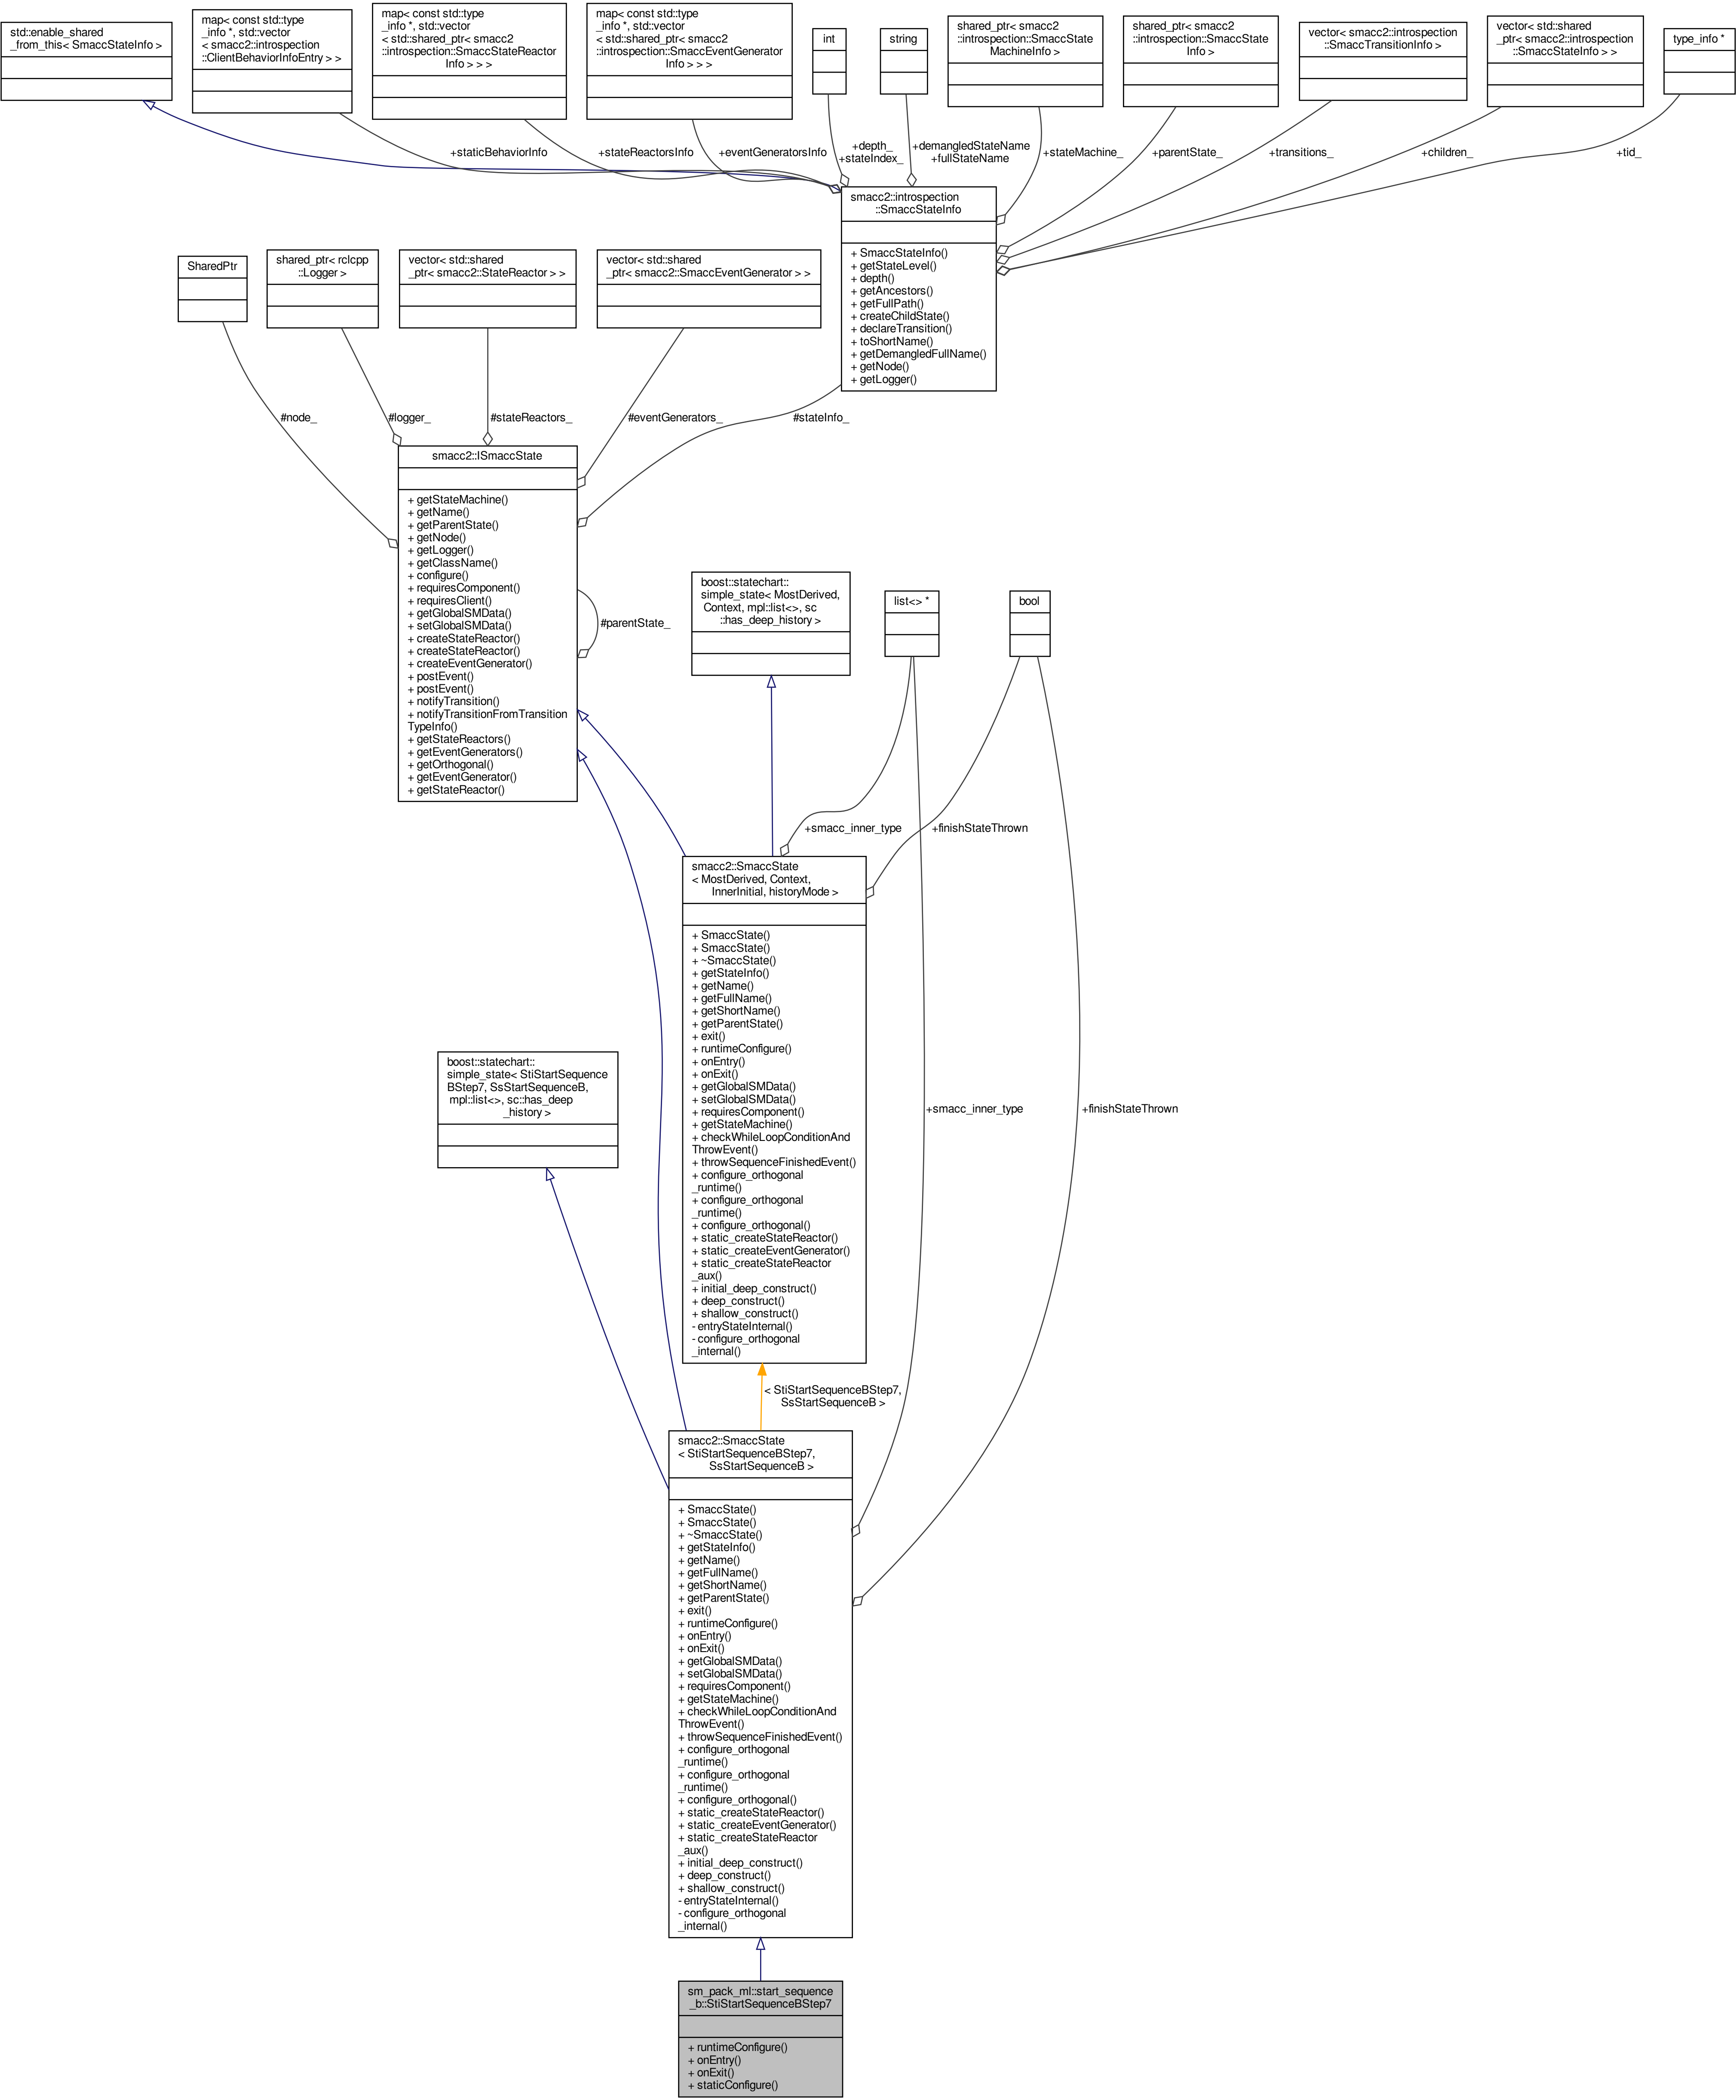 std::enable_shared
_from_this< SmaccStateInfo >
map< const std::type
_info *, std::vector
< smacc2::introspection
::ClientBehaviorInfoEntry > >
map< const std::type
_info *, std::vector
< std::shared_ptr< smacc2
::introspection::SmaccStateReactor
Info > > >
map< const std::type
_info *, std::vector
< std::shared_ptr< smacc2
::introspection::SmaccEventGenerator
Info > > >
int
string
shared_ptr< smacc2
::introspection::SmaccState
MachineInfo >
shared_ptr< smacc2
::introspection::SmaccState
Info >
vector< smacc2::introspection
::SmaccTransitionInfo >
vector< std::shared
_ptr< smacc2::introspection
::SmaccStateInfo > >
type_info *
+staticBehaviorInfo
+stateReactorsInfo
+eventGeneratorsInfo
+depth_
+stateIndex_
+demangledStateName
+fullStateName
+stateMachine_
+parentState_
+transitions_
+children_
+tid_
smacc2::introspection
::SmaccStateInfo
+ SmaccStateInfo()
+ getStateLevel()
+ depth()
+ getAncestors()
+ getFullPath()
+ createChildState()
+ declareTransition()
+ toShortName()
+ getDemangledFullName()
+ getNode()
+ getLogger()
SharedPtr
shared_ptr< rclcpp
::Logger >
vector< std::shared
_ptr< smacc2::StateReactor > >
vector< std::shared
_ptr< smacc2::SmaccEventGenerator > >
#node_
#logger_
#stateReactors_
#eventGenerators_
#stateInfo_
smacc2::ISmaccState
+ getStateMachine()
+ getName()
+ getParentState()
+ getNode()
+ getLogger()
+ getClassName()
+ configure()
+ requiresComponent()
+ requiresClient()
+ getGlobalSMData()
+ setGlobalSMData()
+ createStateReactor()
+ createStateReactor()
+ createEventGenerator()
+ postEvent()
+ postEvent()
+ notifyTransition()
+ notifyTransitionFromTransition
TypeInfo()
+ getStateReactors()
+ getEventGenerators()
+ getOrthogonal()
+ getEventGenerator()
+ getStateReactor()
#parentState_
boost::statechart::
simple_state< MostDerived,
Context, mpl::list<>, sc
::has_deep_history >
list<> *
bool
+smacc_inner_type
+finishStateThrown
smacc2::SmaccState
< MostDerived, Context,
InnerInitial, historyMode >
+ SmaccState()
+ SmaccState()
+ ~SmaccState()
+ getStateInfo()
+ getName()
+ getFullName()
+ getShortName()
+ getParentState()
+ exit()
+ runtimeConfigure()
+ onEntry()
+ onExit()
+ getGlobalSMData()
+ setGlobalSMData()
+ requiresComponent()
+ getStateMachine()
+ checkWhileLoopConditionAnd
ThrowEvent()
+ throwSequenceFinishedEvent()
+ configure_orthogonal
_runtime()
+ configure_orthogonal
_runtime()
+ configure_orthogonal()
+ static_createStateReactor()
+ static_createEventGenerator()
+ static_createStateReactor
_aux()
+ initial_deep_construct()
+ deep_construct()
+ shallow_construct()
- entryStateInternal()
- configure_orthogonal
_internal()
boost::statechart::
simple_state< StiStartSequence
BStep7, SsStartSequenceB,
mpl::list<>, sc::has_deep
_history >
+smacc_inner_type
+finishStateThrown
< StiStartSequenceBStep7,
SsStartSequenceB >
smacc2::SmaccState
< StiStartSequenceBStep7,
SsStartSequenceB >
+ SmaccState()
+ SmaccState()
+ ~SmaccState()
+ getStateInfo()
+ getName()
+ getFullName()
+ getShortName()
+ getParentState()
+ exit()
+ runtimeConfigure()
+ onEntry()
+ onExit()
+ getGlobalSMData()
+ setGlobalSMData()
+ requiresComponent()
+ getStateMachine()
+ checkWhileLoopConditionAnd
ThrowEvent()
+ throwSequenceFinishedEvent()
+ configure_orthogonal
_runtime()
+ configure_orthogonal
_runtime()
+ configure_orthogonal()
+ static_createStateReactor()
+ static_createEventGenerator()
+ static_createStateReactor
_aux()
+ initial_deep_construct()
+ deep_construct()
+ shallow_construct()
- entryStateInternal()
- configure_orthogonal
_internal()
sm_pack_ml::start_sequence
_b::StiStartSequenceBStep7
+ runtimeConfigure()
+ onEntry()
+ onExit()
+ staticConfigure()